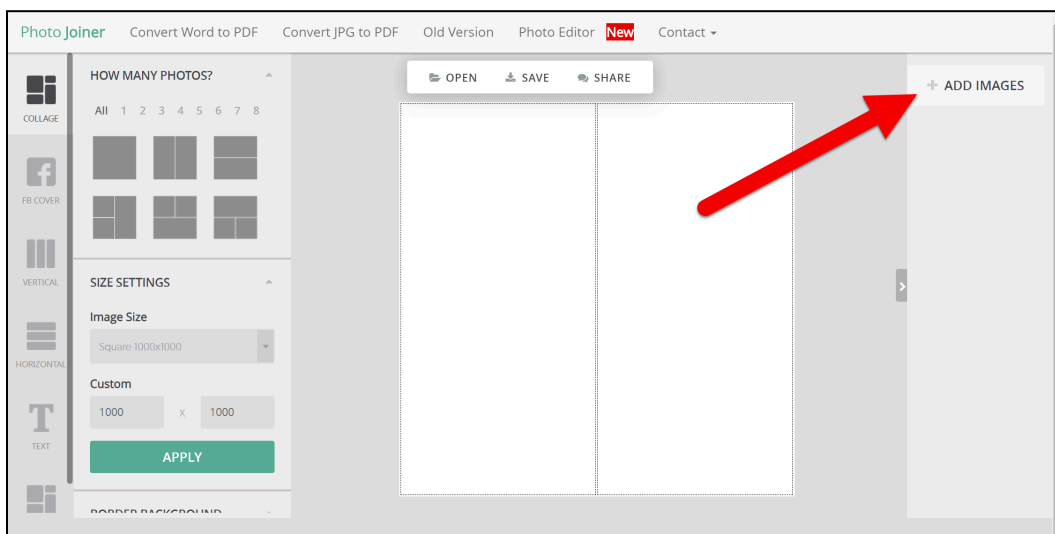 Photo Joiner Convert Word to PDF Convert JPG to PDF Old Version Photo Editor New Contact
COLLAGE
FB COVER
VERTICAL
HORIZONTAL
TEXT
HOW MANY PHOTOS?
All 1 2 3 4 5 6 7 8
SIZE SETTINGS
Image Size
Square 1000x1000
Custom
1000 x 1000
APPLY
BORDER BACKGROUND
OPEN SAVE SHARE
+ ADD IMAGES